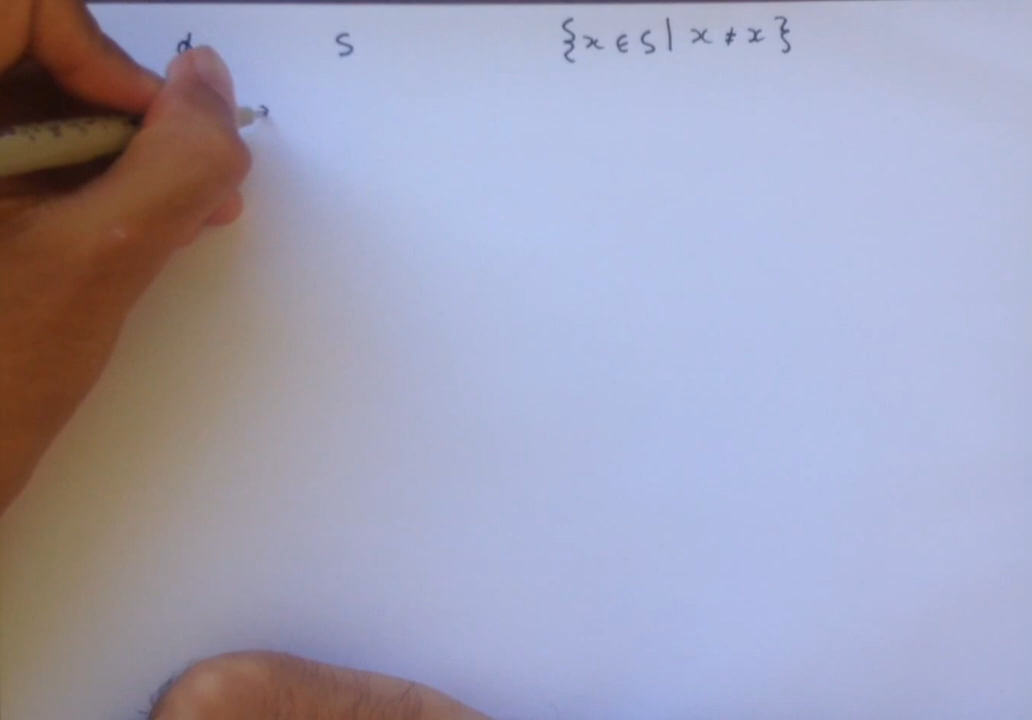 S {x ∈ S | x ≠ x}